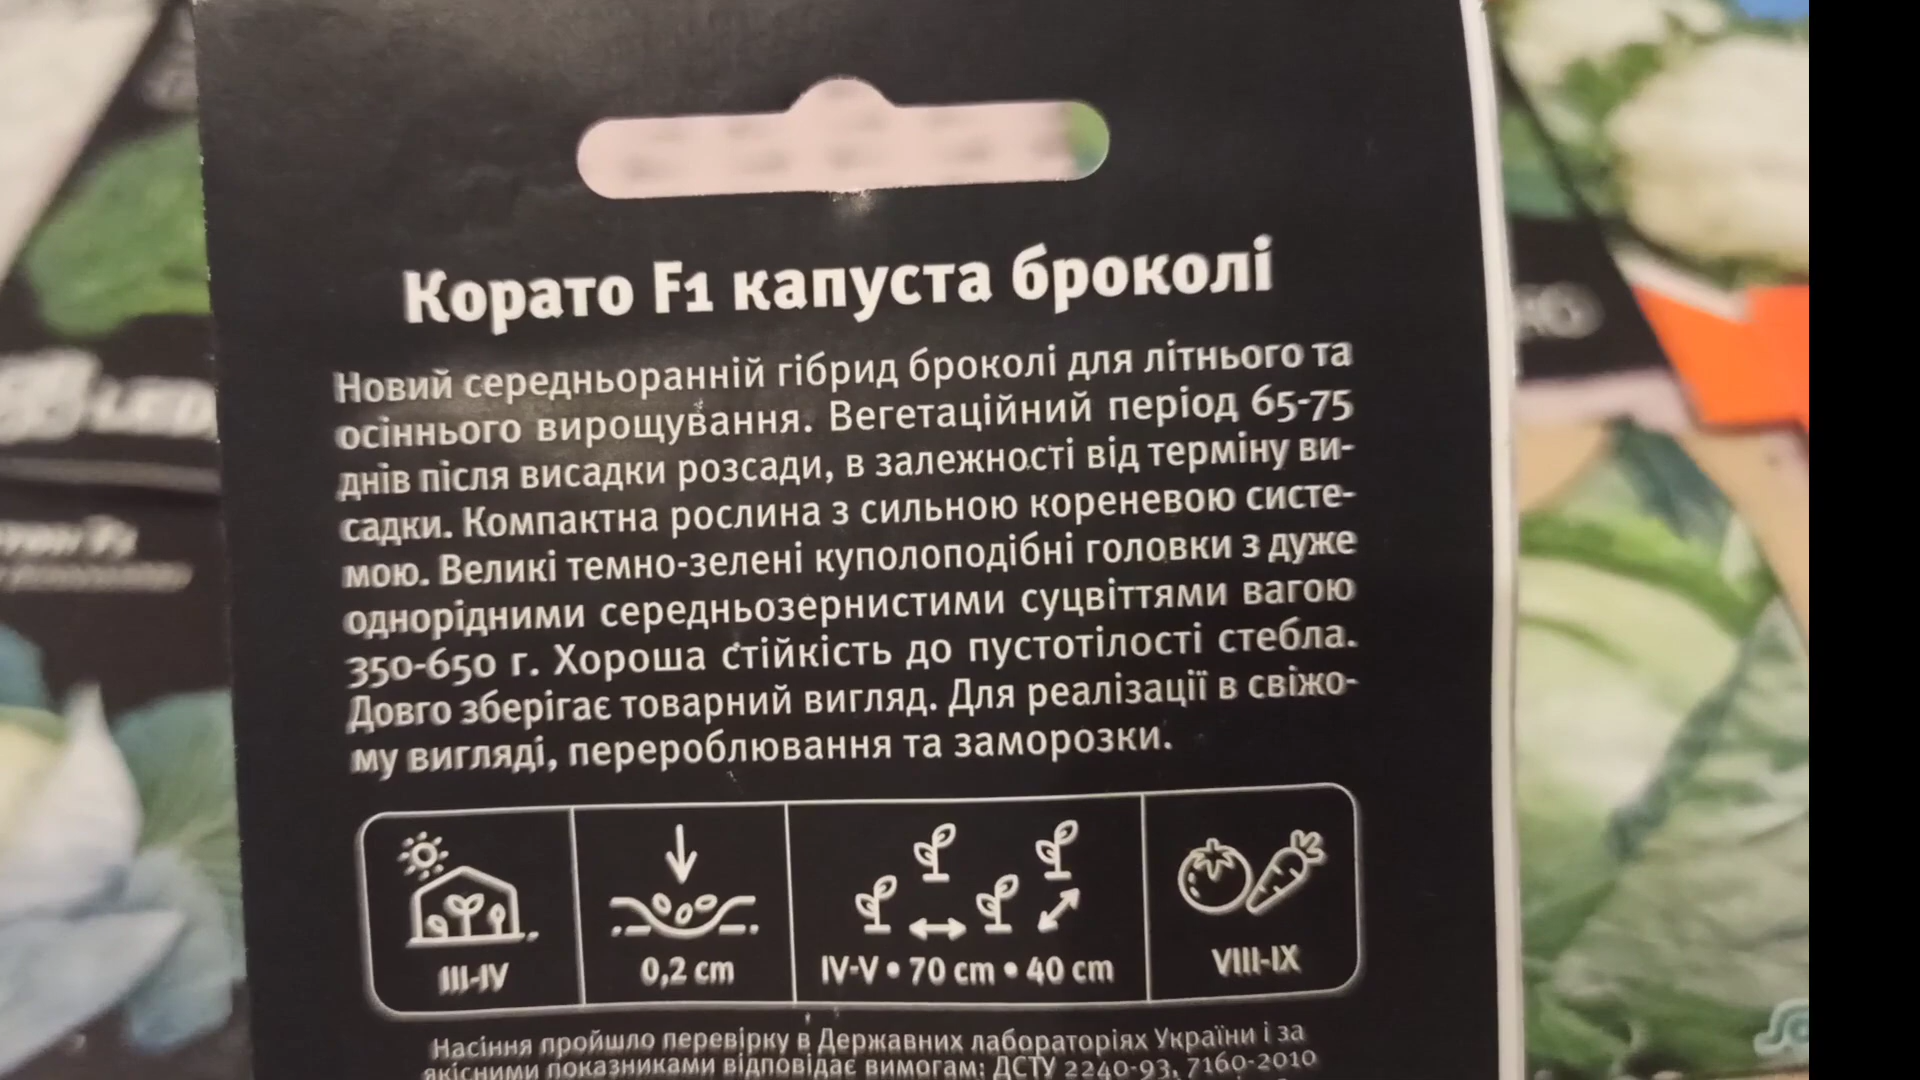 Корато F1 капуста броколі
Новий середньоранній гібрид броколі для літнього та
осіннього вирощування. Вегетаційний період 65-75
днів після висадки розсади, в залежності від терміну ви-
садки. Компактна рослина з сильною кореневою систе-
мою. Великі темно-зелені куполоподібні головки з дуже
однорідними середньозернистими суцвіттями вагою
350-650 г. Хороша стійкість до пустотілості стебла.
Довго зберігає товарний вигляд. Для реалізації в свіжо-
му вигляді, перероблювання та заморозки.
III-IV
0,2 cm
IV-V • 70 cm • 40 cm
VIII-IX
Насіння пройшло перевірку в Державних лабораторіях України і за
якісними показниками відповідає вимогам: ДСТУ 2240-93, 7160-2010